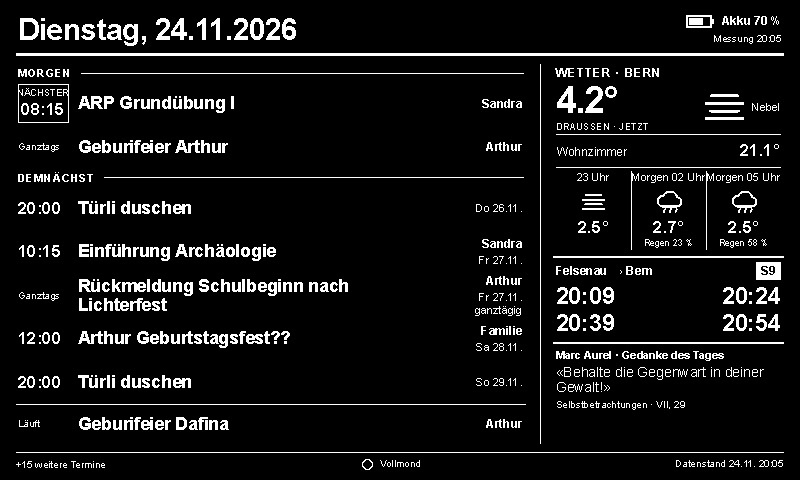 Dienstag, 24.11.2026
Akku 70 %
Messung 20:05
MORGEN
NÄCHSTER
08:15 ARP Grundübung I Sandra
Ganztags Geburifeier Arthur Arthur
DEMNÄCHST
20:00 Türli duschen Do 26.11.
10:15 Einführung Archäologie Sandra
Fr 27.11.
Ganztags Rückmeldung Schulbeginn nach
Lichterfest
Arthur
Fr 27.11.
ganztägig
12:00 Arthur Geburtstagsfest?? Familie
Sa 28.11.
20:00 Türli duschen So 29.11.
Läuft Geburifeier Dafina Arthur
WETTER · BERN
4.2°
Nebel
DRAUSSEN · JETZT
Wohnzimmer 21.1°
23 Uhr Morgen 02 Uhr Morgen 05 Uhr
2.5° 2.7° 2.5°
Regen 23 % Regen 58 %
Felsenau → Bern S9
20:09 20:24
20:39 20:54
Marc Aurel · Gedanke des Tages
«Behalte die Gegenwart in deiner
Gewalt!»
Selbstbetrachtungen · VII, 29
+15 weitere Termine Vollmond Datenstand 24.11. 20:05